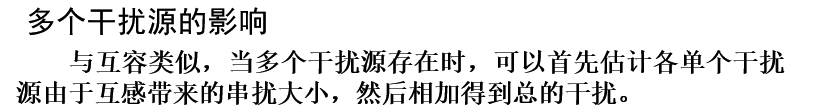 多个干扰源的影响
与互容类似，当多个干扰源存在时，可以首先估计各单个干扰
源由于互感带来的串扰大小，然后相加得到总的干扰。